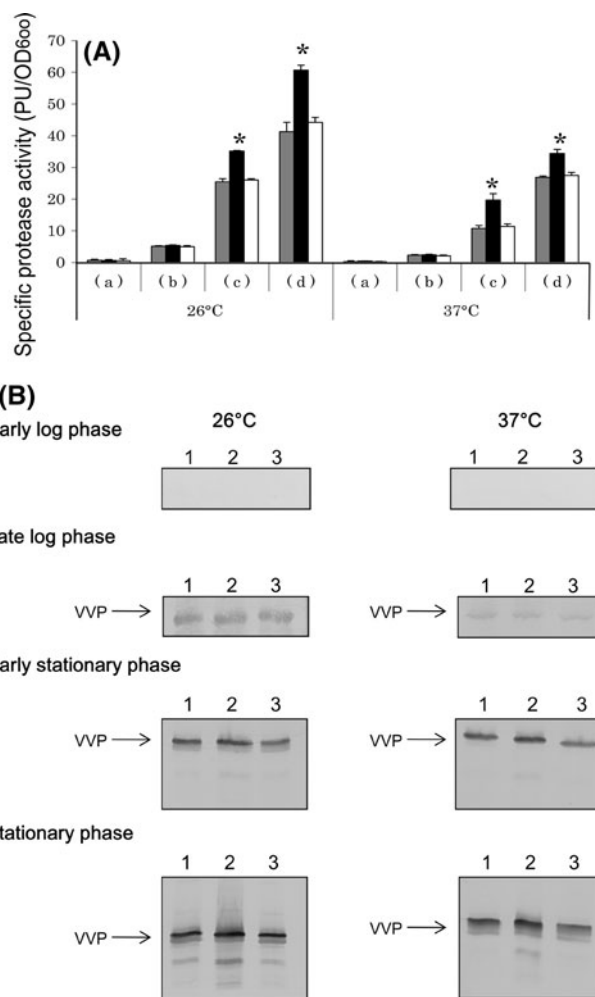 (A)
Specific protease activity (PU/OD600)
70
60
50
40
30
20
10
0
* * * *
(a) (b) (c) (d) (a) (b) (c) (d)
26°C 37°C
(B)
26°C 37°C
arly log phase
1 2 3 1 2 3
ate log phase
1 2 3 1 2 3
VVP VVP
arly stationary phase
1 2 3 1 2 3
VVP VVP
tationary phase
1 2 3 1 2 3
VVP VVP